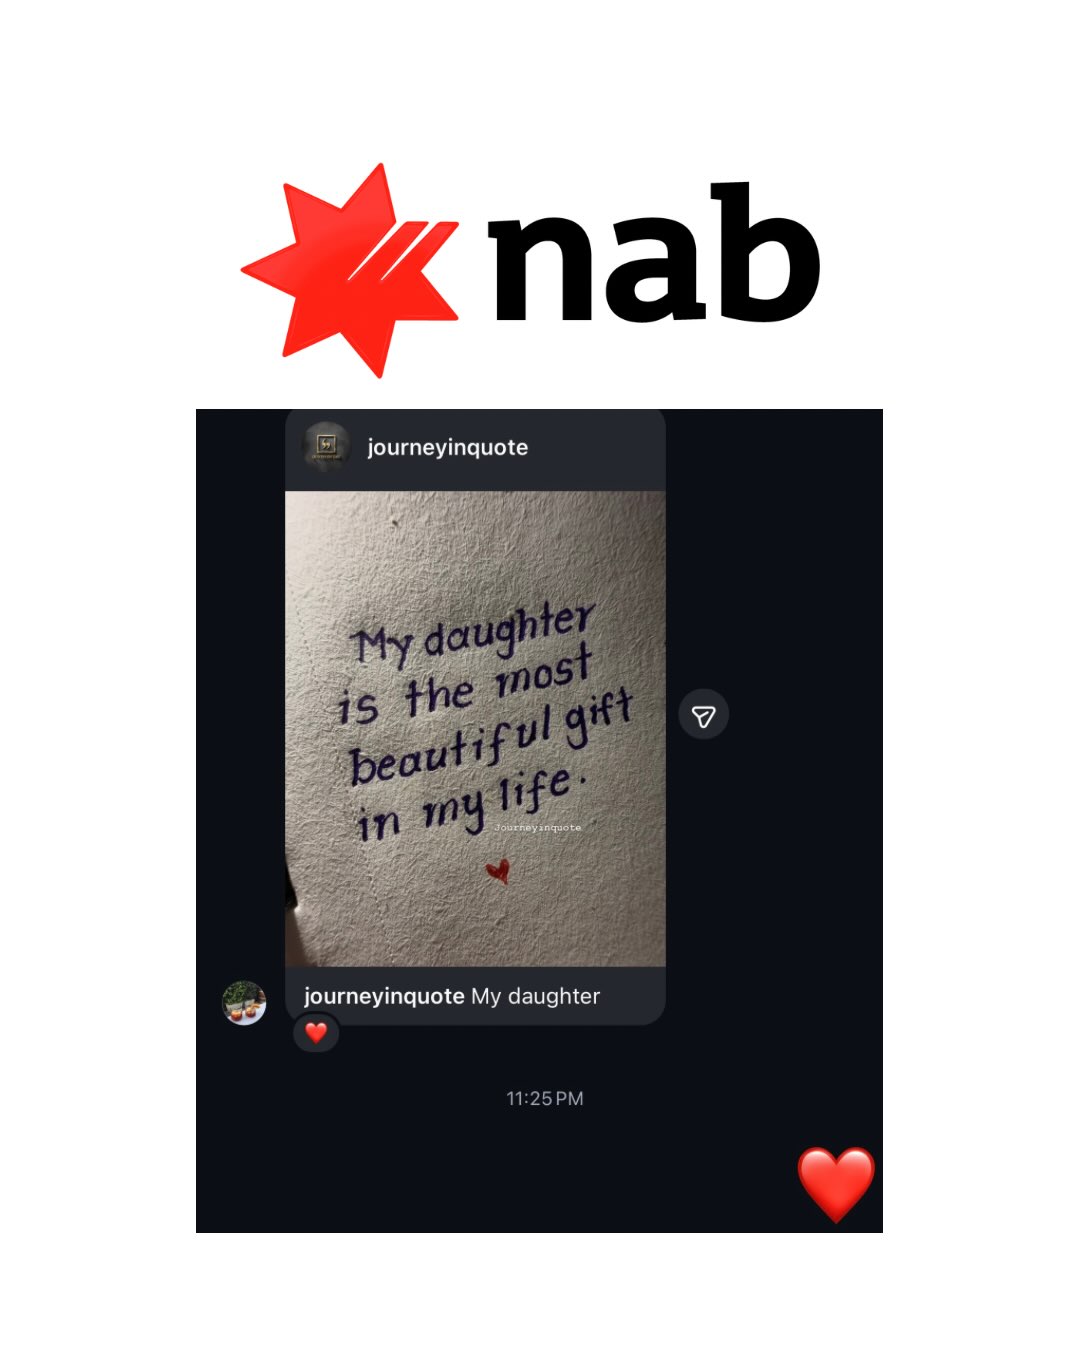 nab
journeyinquote
My daughter
is the most
beautiful gift
in my life.
Journeyinquote
journeyinquote My daughter
11:25 PM